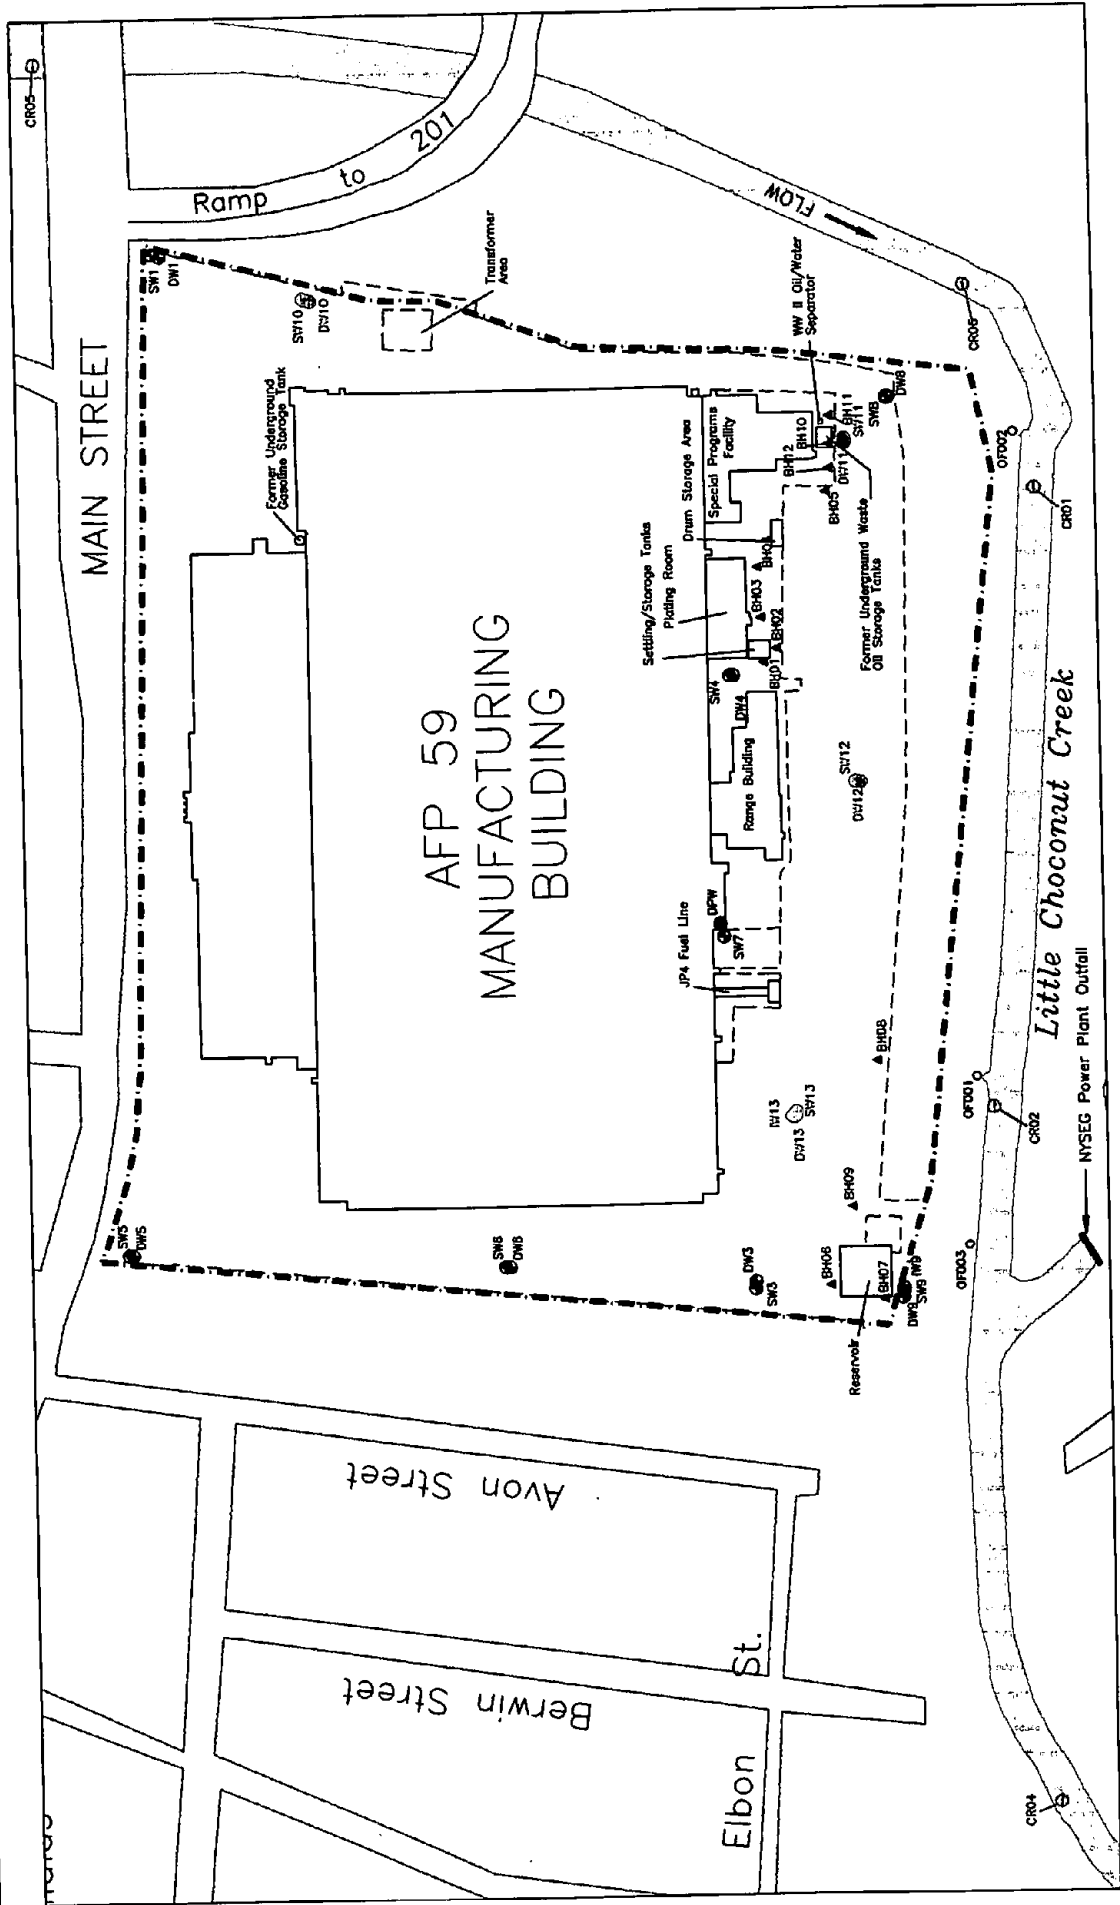 CR05
MAIN STREET
Ramp
to
201
SW1
DW1
SW10
DW10
Transformer
Area
FLOW
Former Underground
Gasoline Storage Tank
WW II Oil/Water
Separator
CR06
AFP 59
MANUFACTURING
BUILDING
Special Programs
Facility
Drum Storage Area
Settling/Storage Tanks
Plating Room
BH10
BH11
SW11
DW11
BH12
SW8
DW8
BH05
BH03
BH02
BH01
SW4
DW4
Former Underground Waste
Oil Storage Tanks
OF002
CR01
Range Building
SW12
DW12
DPW
SW7
JP4 Fuel Line
BH08
Little Choconut Creek
OF001
CR02
NYSEG Power Plant Outfall
IW13
DW13
SW13
BH09
SW5
DW5
SW6
DW6
DW3
SW3
BH06
BH07
Reservoir
IW9
SW9
DW9
OF003
Avon Street
Berwin Street
Elbon St.
CR04